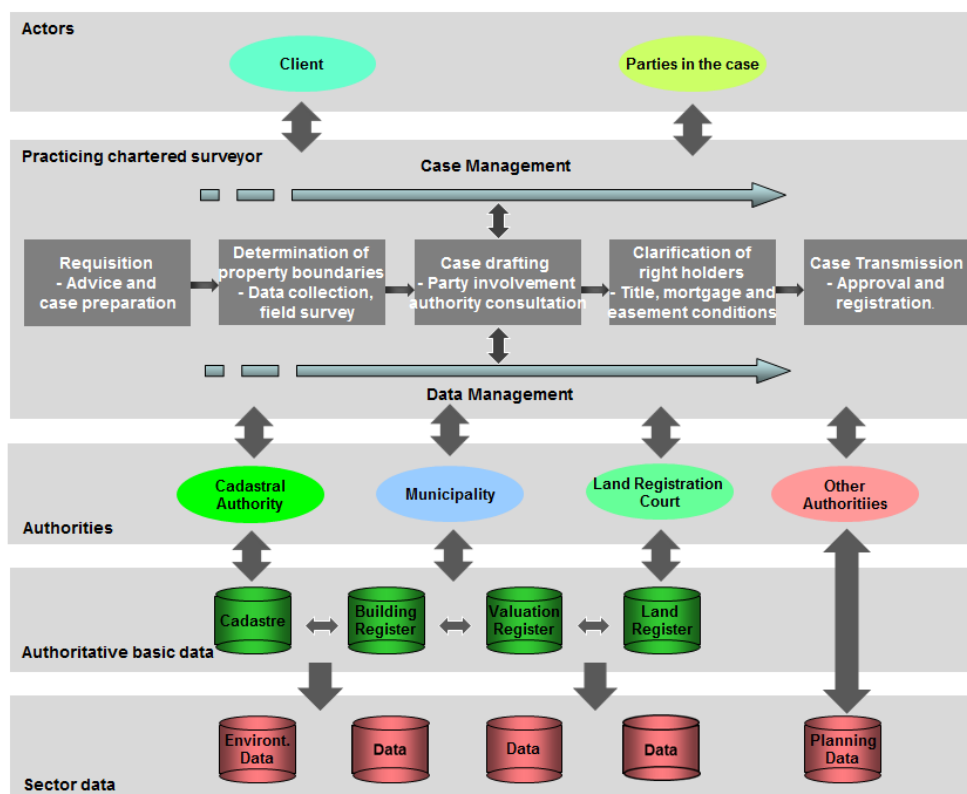 Actors
Client
Parties in the case
Practicing chartered surveyor
Case Management
Requisition
- Advice and
case preparation
Determination of
property boundaries
- Data collection,
field survey
Case drafting
- Party involvement
authority consultation
Clarification of
right holders
- Title, mortgage and
easement conditions
Case Transmission
- Approval and
registration.
Data Management
Cadastral
Authority
Municipality
Land Registration
Court
Other
Authoritiies
Authorities
Cadastre
Building
Register
Valuation
Register
Land
Register
Authoritative basic data
Environt.
Data
Data
Data
Data
Planning
Data
Sector data